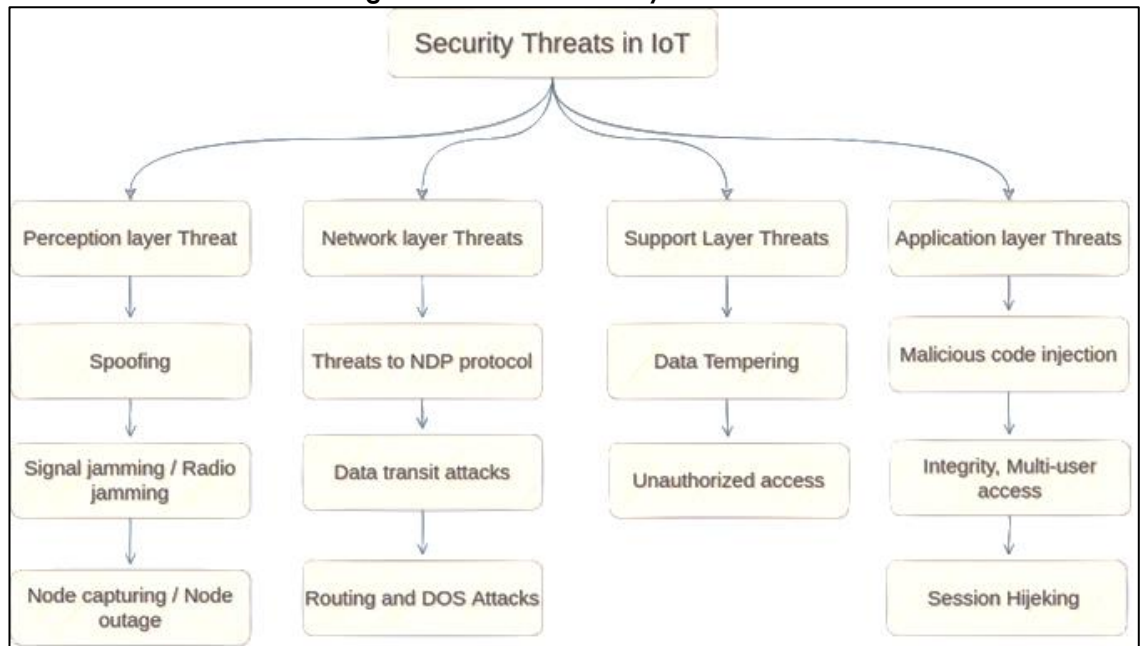 Security Threats in IoT
Perception layer Threat
Network layer Threats
Support Layer Threats
Application layer Threats
Spoofing
Threats to NDP protocol
Data Tempering
Malicious code injection
Signal jamming / Radio
jamming
Data transit attacks
Unauthorized access
Integrity, Multi-user
access
Node capturing / Node
outage
Routing and DOS Attacks
Session Hijeking